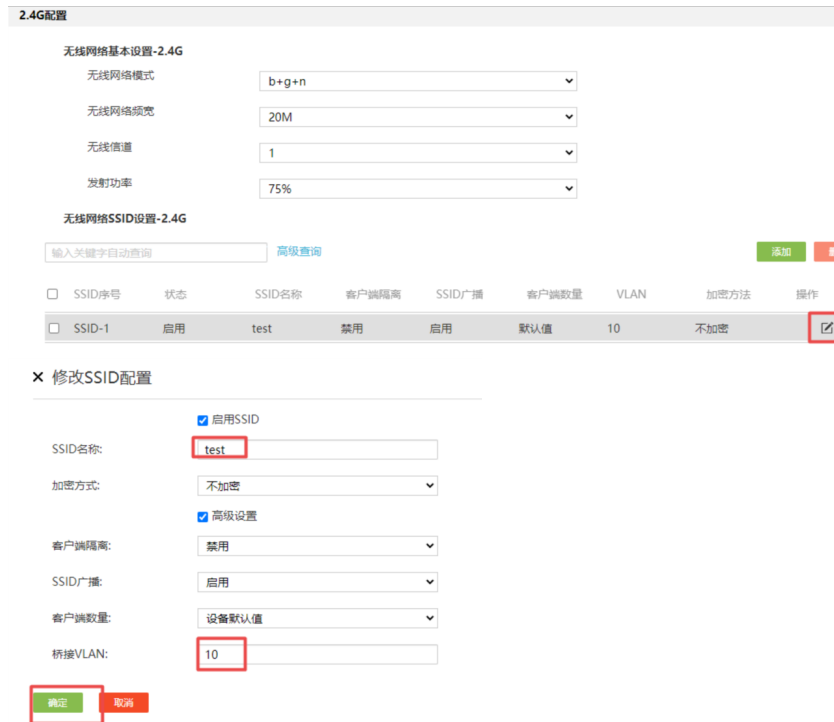 2.4G配置
无线网络基本设置-2.4G
无线网络模式 b+g+n
无线网络频宽 20M
无线信道 1
发射功率 75%
无线网络SSID设置-2.4G
输入关键字自动查询 高级查询 添加
SSID序号 状态 SSID名称 客户端隔离 SSID广播 客户端数量 VLAN 加密方法 操作
SSID-1 启用 test 禁用 启用 默认值 10 不加密
修改SSID配置
启用SSID
SSID名称: test
加密方式: 不加密
高级设置
客户端隔离: 禁用
SSID广播: 启用
客户端数量: 设备默认值
桥接VLAN: 10
确定 取消